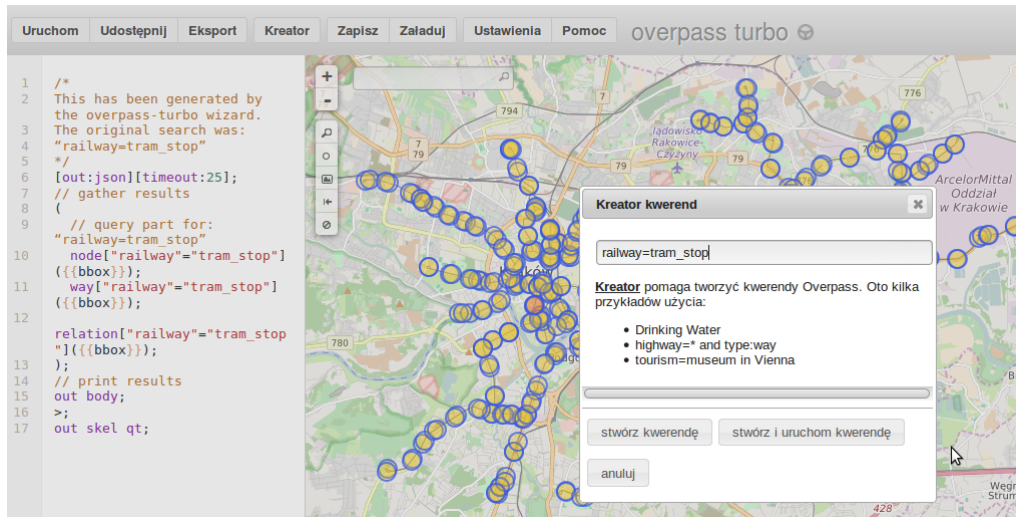 Uruchom Udostępnij Eksport Kreator Zapisz Załaduj Ustawienia Pomoc overpass turbo
1 /*
2 This has been generated by
the overpass-turbo wizard.
3 The original search was:
4 “railway=tram_stop”
5 */
6 [out:json][timeout:25];
7 // gather results
8 (
9 // query part for:
“railway=tram_stop”
10 node["railway"="tram_stop"]
({{bbox}});
11 way["railway"="tram_stop"]
({{bbox}});
12
relation["railway"="tram_stop
"]({{bbox}});
13 );
14 // print results
15 out body;
16 >;
17 out skel qt;
+
-
794
7
776
7
79
79
79
lądowisko
Rakowice-
Czyżyny
ArcelorMittal
Oddział
w Krakowie
Kraków
780
428
Kreator kwerend
railway=tram_stop
Kreator pomaga tworzyć kwerendy Overpass. Oto kilka
przykładów użycia:
• Drinking Water
• highway=* and type:way
• tourism=museum in Vienna
stwórz kwerendę stwórz i uruchom kwerendę
anuluj